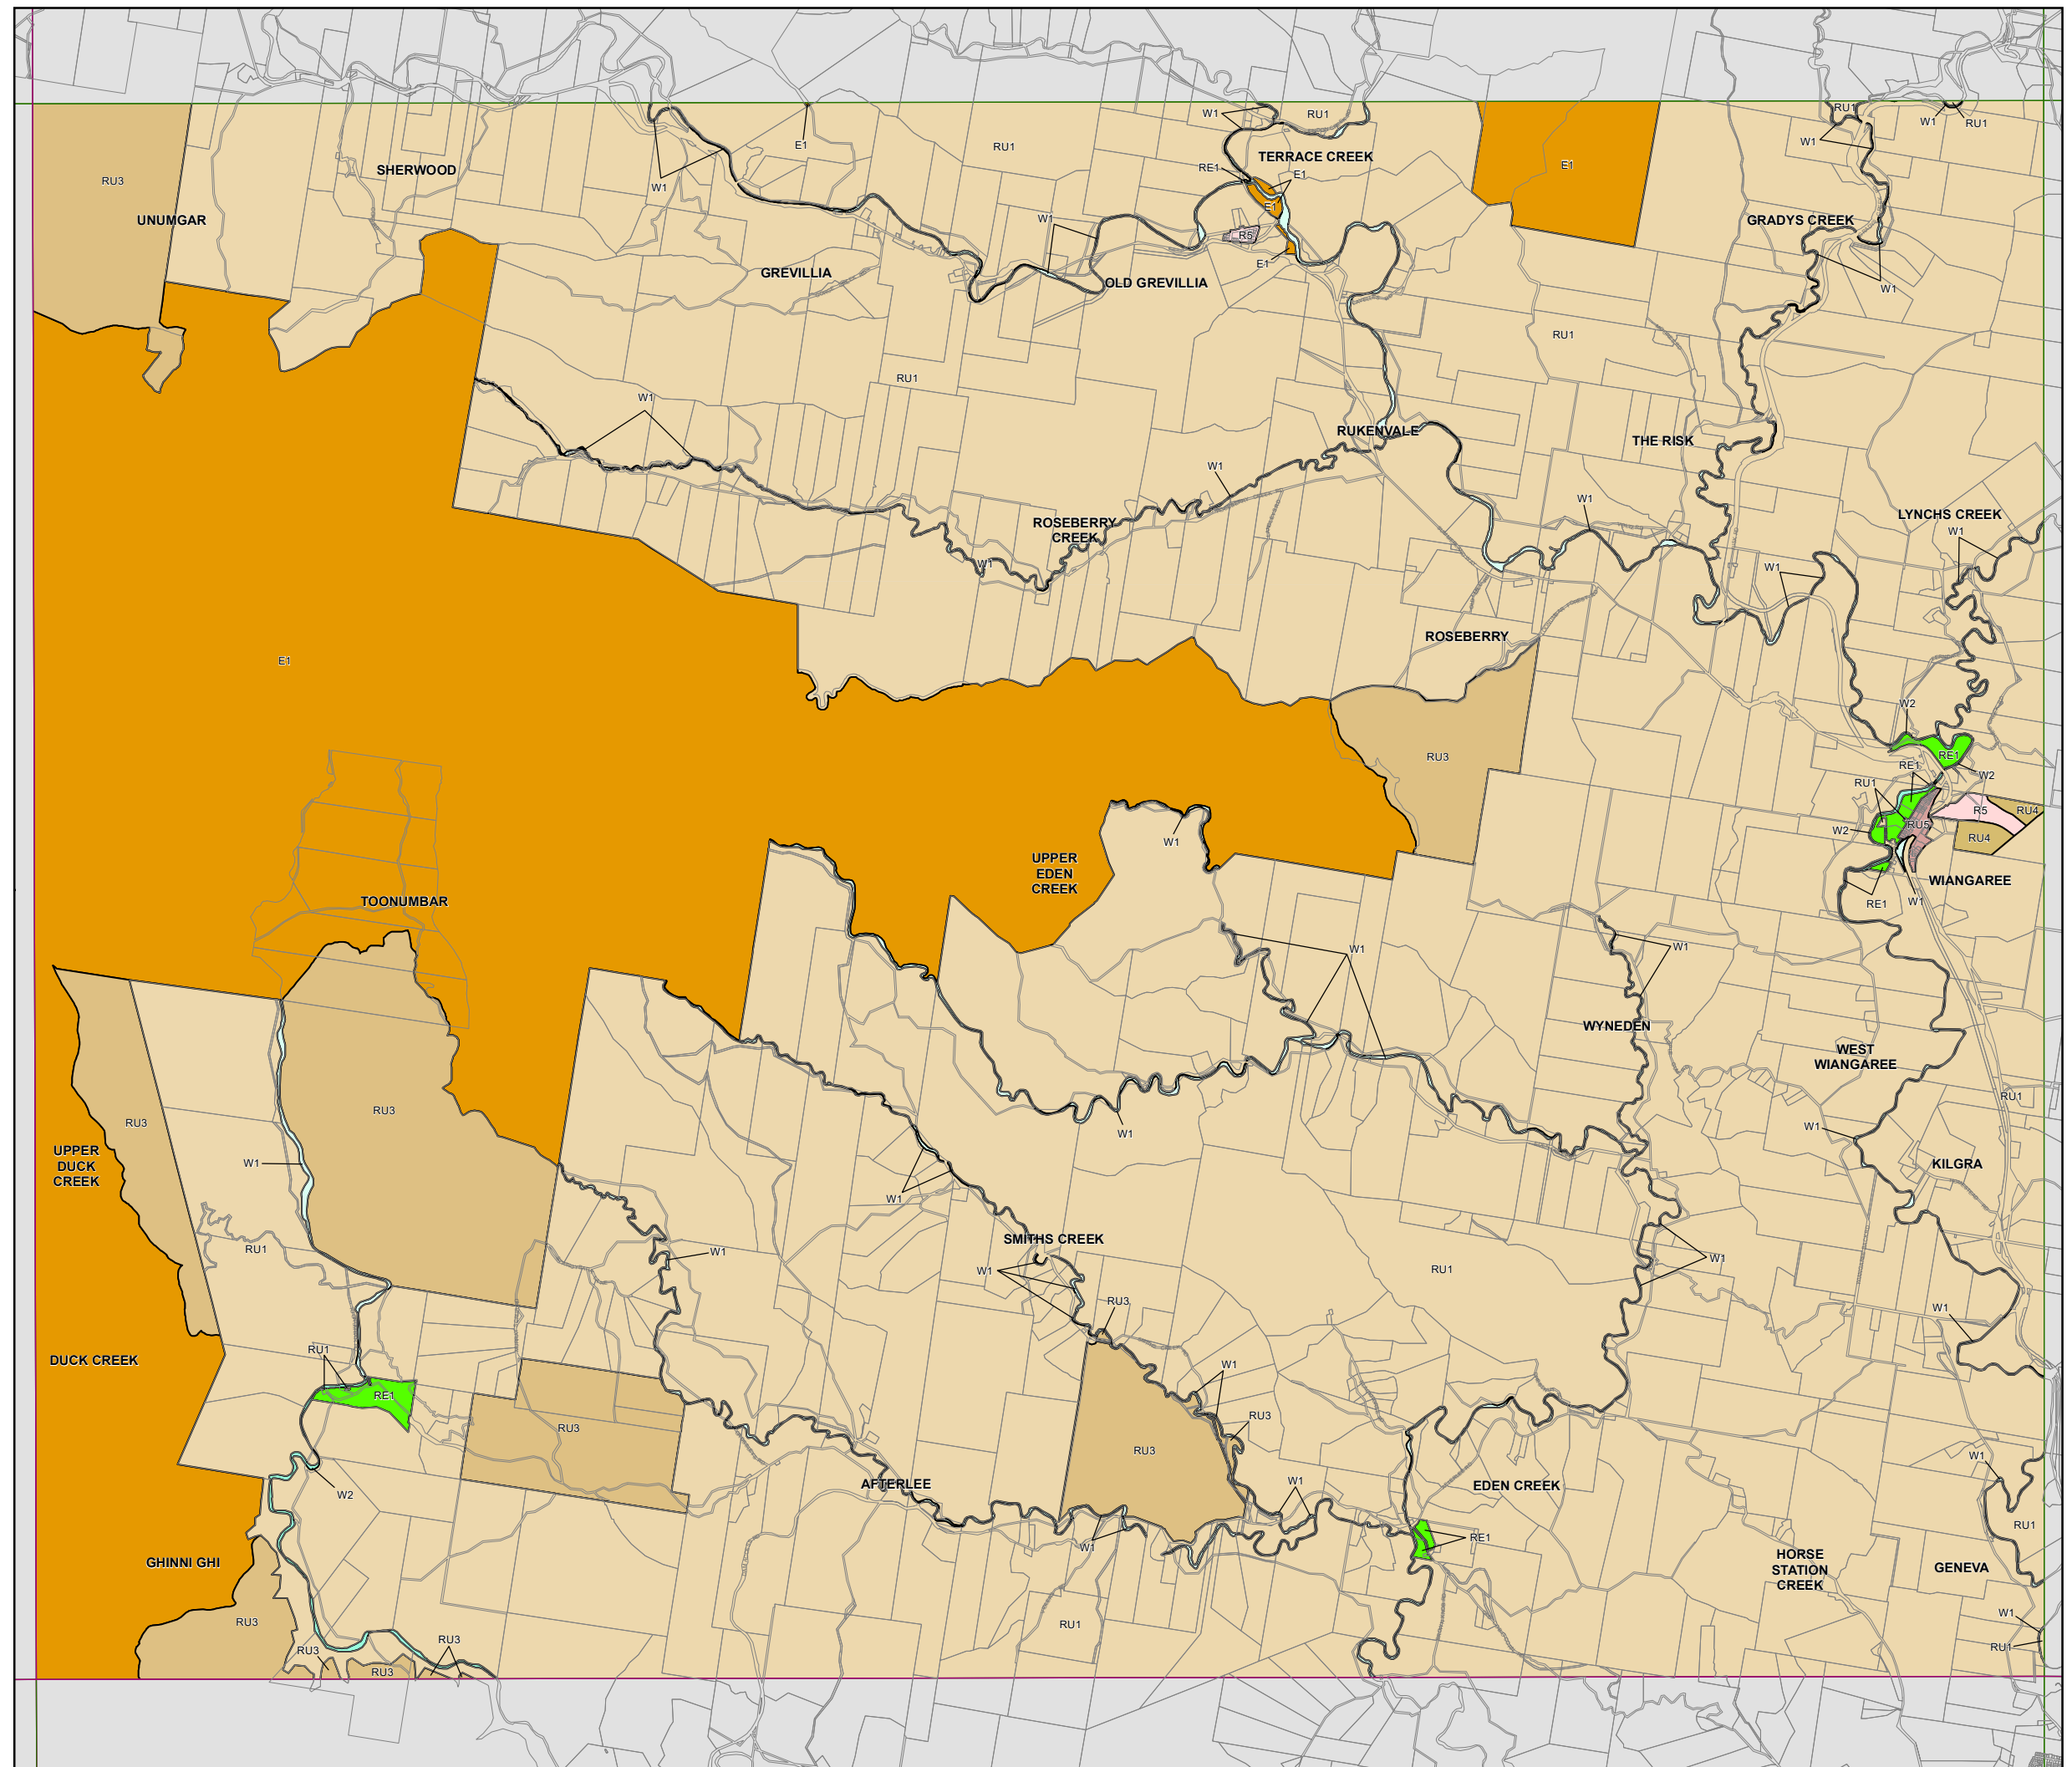 RU1
W1
RU1
W1
RU1
W1
E1
RU1
W1
TERRACE CREEK
E1
RE1
E1
SHERWOOD
RU3
W1
E1
UNUMGAR
W1
GRADYS CREEK
R5
E1
GREVILLIA
OLD GREVILLIA
W1
RU1
RU1
W1
RUKENVALE
THE RISK
W1
W1
ROSEBERRY
CREEK
LYNCHS CREEK
W1
W1
W1
ROSEBERRY
E1
W2
RU3
RE1
RE1
W2
RU1
R5
RU4
RU5
W2
RU4
W1
UPPER
EDEN
CREEK
WIANGAREE
TOONUMBAR
RE1
W1
W1
W1
WYNEDEN
WEST
WIANGAREE
RU3
RU3
RU1
W1
W1
UPPER
DUCK
CREEK
W1
KILGRA
W1
SMITHS CREEK
RU1
W1
W1
W1
RU1
RU3
W1
RU1
DUCK CREEK
W1
RE1
RU3
RU3
RU3
W1
W1
AFTERLEE
EDEN CREEK
W2
RU1
RE1
W1
GHINNI GHI
HORSE
STATION
CREEK
GENEVA
W1
RU3
RU1
RU3
RU3
RU3
RU1